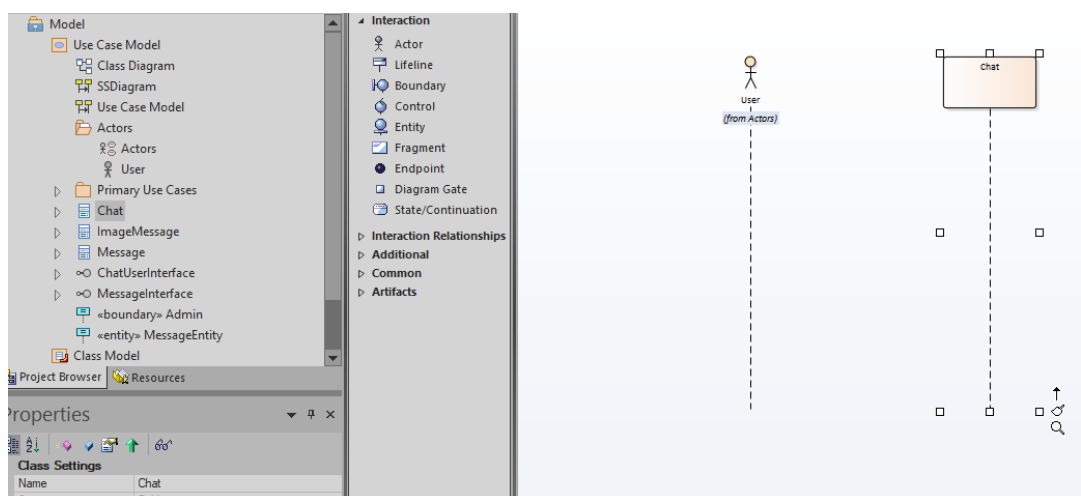 Model
Use Case Model
Class Diagram
SSDiagram
Use Case Model
Actors
Actors
User
Primary Use Cases
Chat
ImageMessage
Message
ChatUserInterface
MessageInterface
«boundary» Admin
«entity» MessageEntity
Class Model
Project Browser
Resources
Properties
Class Settings
Name
Chat
Interaction
Actor
Lifeline
Boundary
Control
Entity
Fragment
Endpoint
Diagram Gate
State/Continuation
Interaction Relationships
Additional
Common
Artifacts
User
(from Actors)
Chat